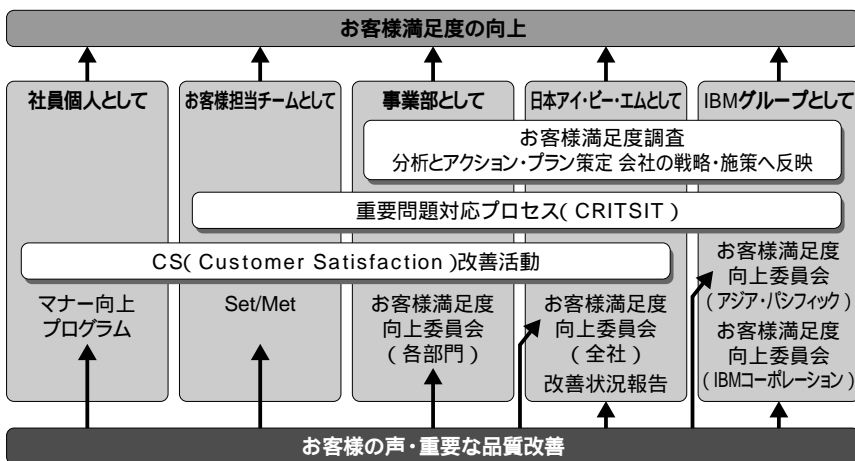 お客様満足度の向上
社員個人として
お客様担当チームとして
事業部として
日本アイ・ビー・エムとして
IBMグループとして
お客様満足度調査
分析とアクション・プラン策定 会社の戦略・施策へ反映
重要問題対応プロセス(CRITSIT)
CS(Customer Satisfaction)改善活動
マナー向上
プログラム
Set/Met
お客様満足度
向上委員会
(各部門)
お客様満足度
向上委員会
(全社)
改善状況報告
お客様満足度
向上委員会
(アジア・パシフィック)
お客様満足度
向上委員会
(IBMコーポレーション)
お客様の声・重要な品質改善